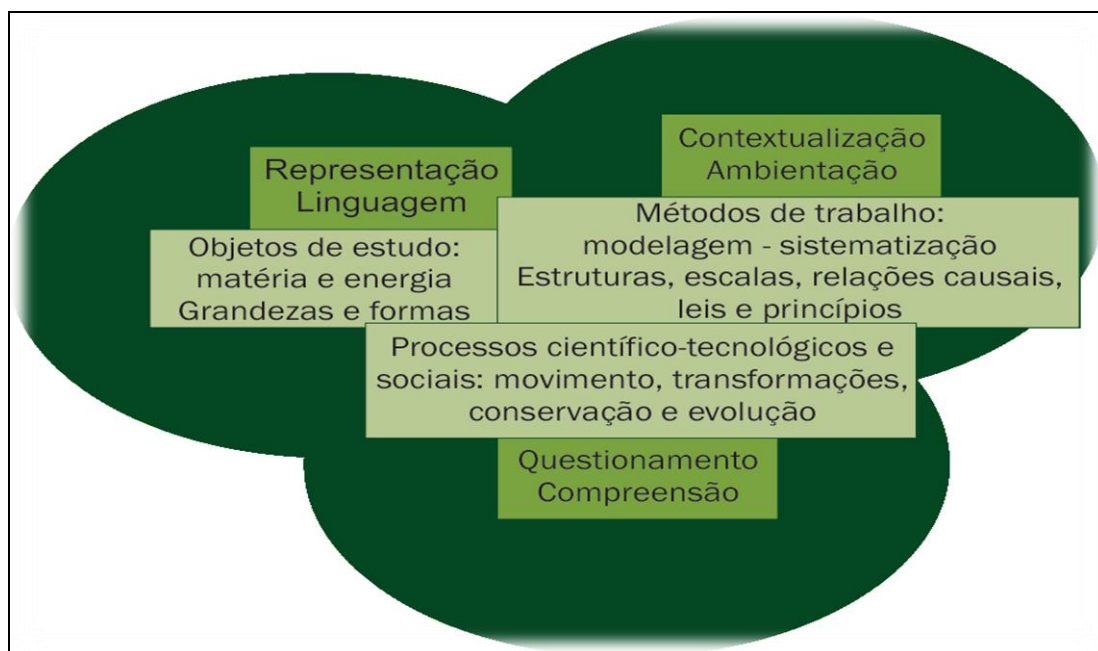 Representação
Linguagem
Objetos de estudo:
matéria e energia
Grandezas e formas
Contextualização
Ambientação
Métodos de trabalho:
modelagem - sistematização
Estruturas, escalas, relações causais,
leis e princípios
Processos científico-tecnológicos e
sociais: movimento, transformações,
conservação e evolução
Questionamento
Compreensão